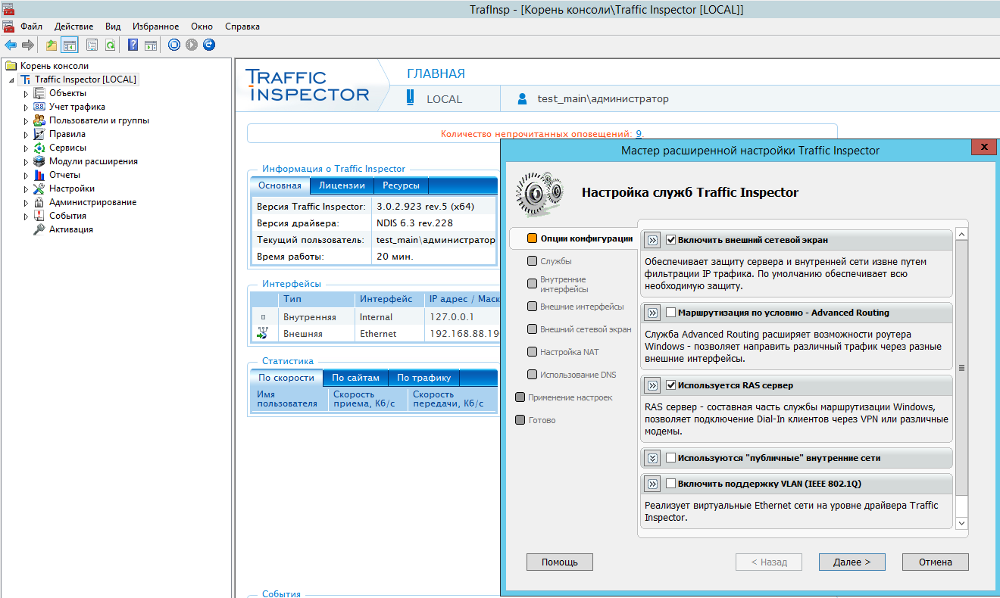 TrafInsp - [Корень консоли\Traffic Inspector [LOCAL]]
Файл Действие Вид Избранное Окно Справка
Корень консоли
Traffic Inspector [LOCAL]
Объекты
Учет трафика
Пользователи и группы
Правила
Сервисы
Модули расширения
Отчеты
Настройки
Администрирование
События
Активация
TRAFFIC
INSPECTOR
ГЛАВНАЯ
LOCAL
test_main\администратор
Количество непрочитанных оповещений: 9.
Информация о Traffic Inspector
Основная Лицензии Ресурсы
Версия Traffic Inspector: 3.0.2.923 rev.5 (x64)
Версия драйвера: NDIS 6.3 rev.228
Текущий пользователь: test_main\администратор
Время работы: 20 мин.
Интерфейсы
Тип Интерфейс IP адрес / Маск
Внутренняя Internal 127.0.0.1
Внешняя Ethernet 192.168.88.19
Статистика
По скорости По сайтам По трафику
Имя пользователя Скорость приема, Кб/с Скорость передачи, Кб/с
События
Мастер расширенной настройки Traffic Inspector
x
Настройка служб Traffic Inspector
Опции конфигурации
Службы
Внутренние
интерфейсы
Внешние интерфейсы
Внешний сетевой экран
Настройка NAT
Использование DNS
Применение настроек
Готово
Включить внешний сетевой экран
Обеспечивает защиту сервера и внутренней сети извне путем
фильтрации IP трафика. По умолчанию обеспечивает всю
необходимую защиту.
Маршрутизация по условию - Advanced Routing
Служба Advanced Routing расширяет возможности роутера
Windows - позволяет направить различный трафик через разные
внешние интерфейсы.
Используется RAS сервер
RAS сервер - составная часть службы маршрутизации Windows,
позволяет подключение Dial-In клиентов через VPN или различные
модемы.
Используются "публичные" внутренние сети
Включить поддержку VLAN (IEEE 802.1Q)
Реализует виртуальные Ethernet сети на уровне драйвера Traffic
Inspector.
Помощь < Назад Далее > Отмена